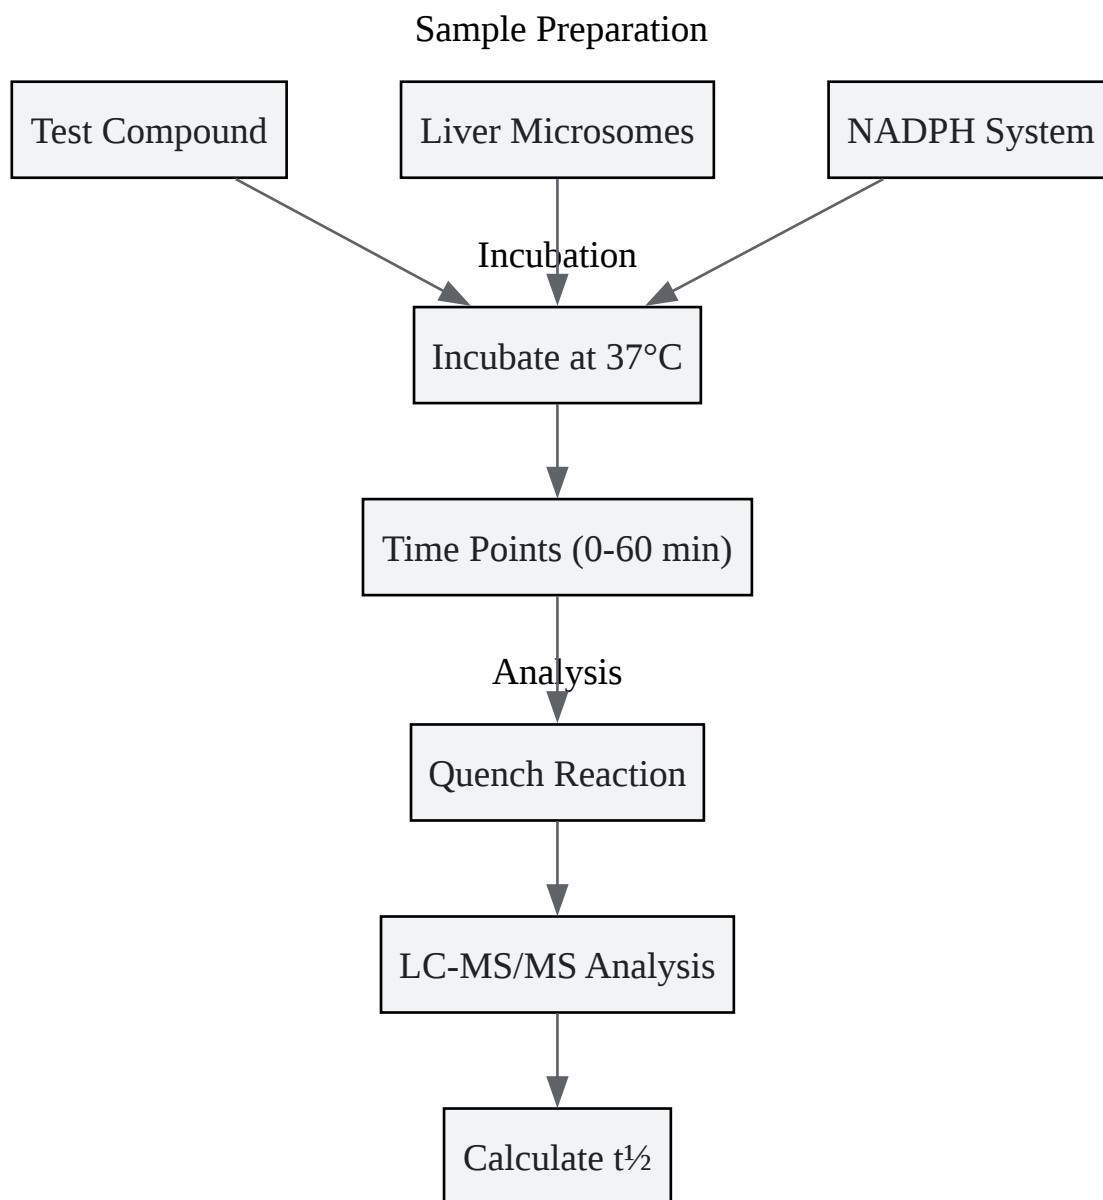 Sample Preparation
Test Compound
Liver Microsomes
NADPH System
Incubation
Incubate at 37°C
Time Points (0-60 min)
Analysis
Quench Reaction
LC-MS/MS Analysis
Calculate t½